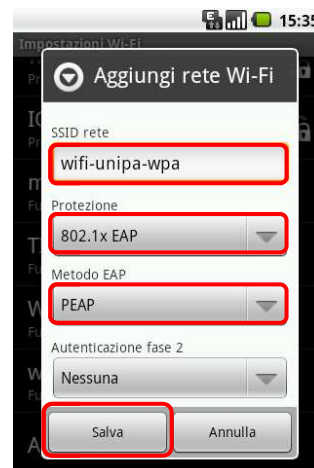 15:35
Impostazioni Wi-Fi
Aggiungi rete Wi-Fi
SSID rete
wifi-unipa-wpa
Protezione
802.1x EAP
Metodo EAP
PEAP
Autenticazione fase 2
Nessuna
Salva
Annulla